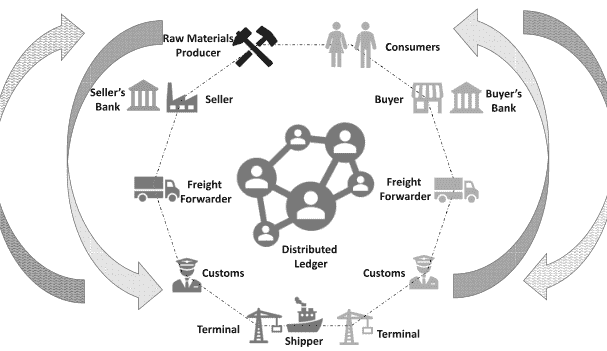 Raw Materials
Producer
Consumers
Seller's
Bank
Seller
Buyer
Buyer's
Bank
Freight
Forwarder
Freight
Forwarder
Distributed
Ledger
Customs
Customs
Terminal
Shipper
Terminal